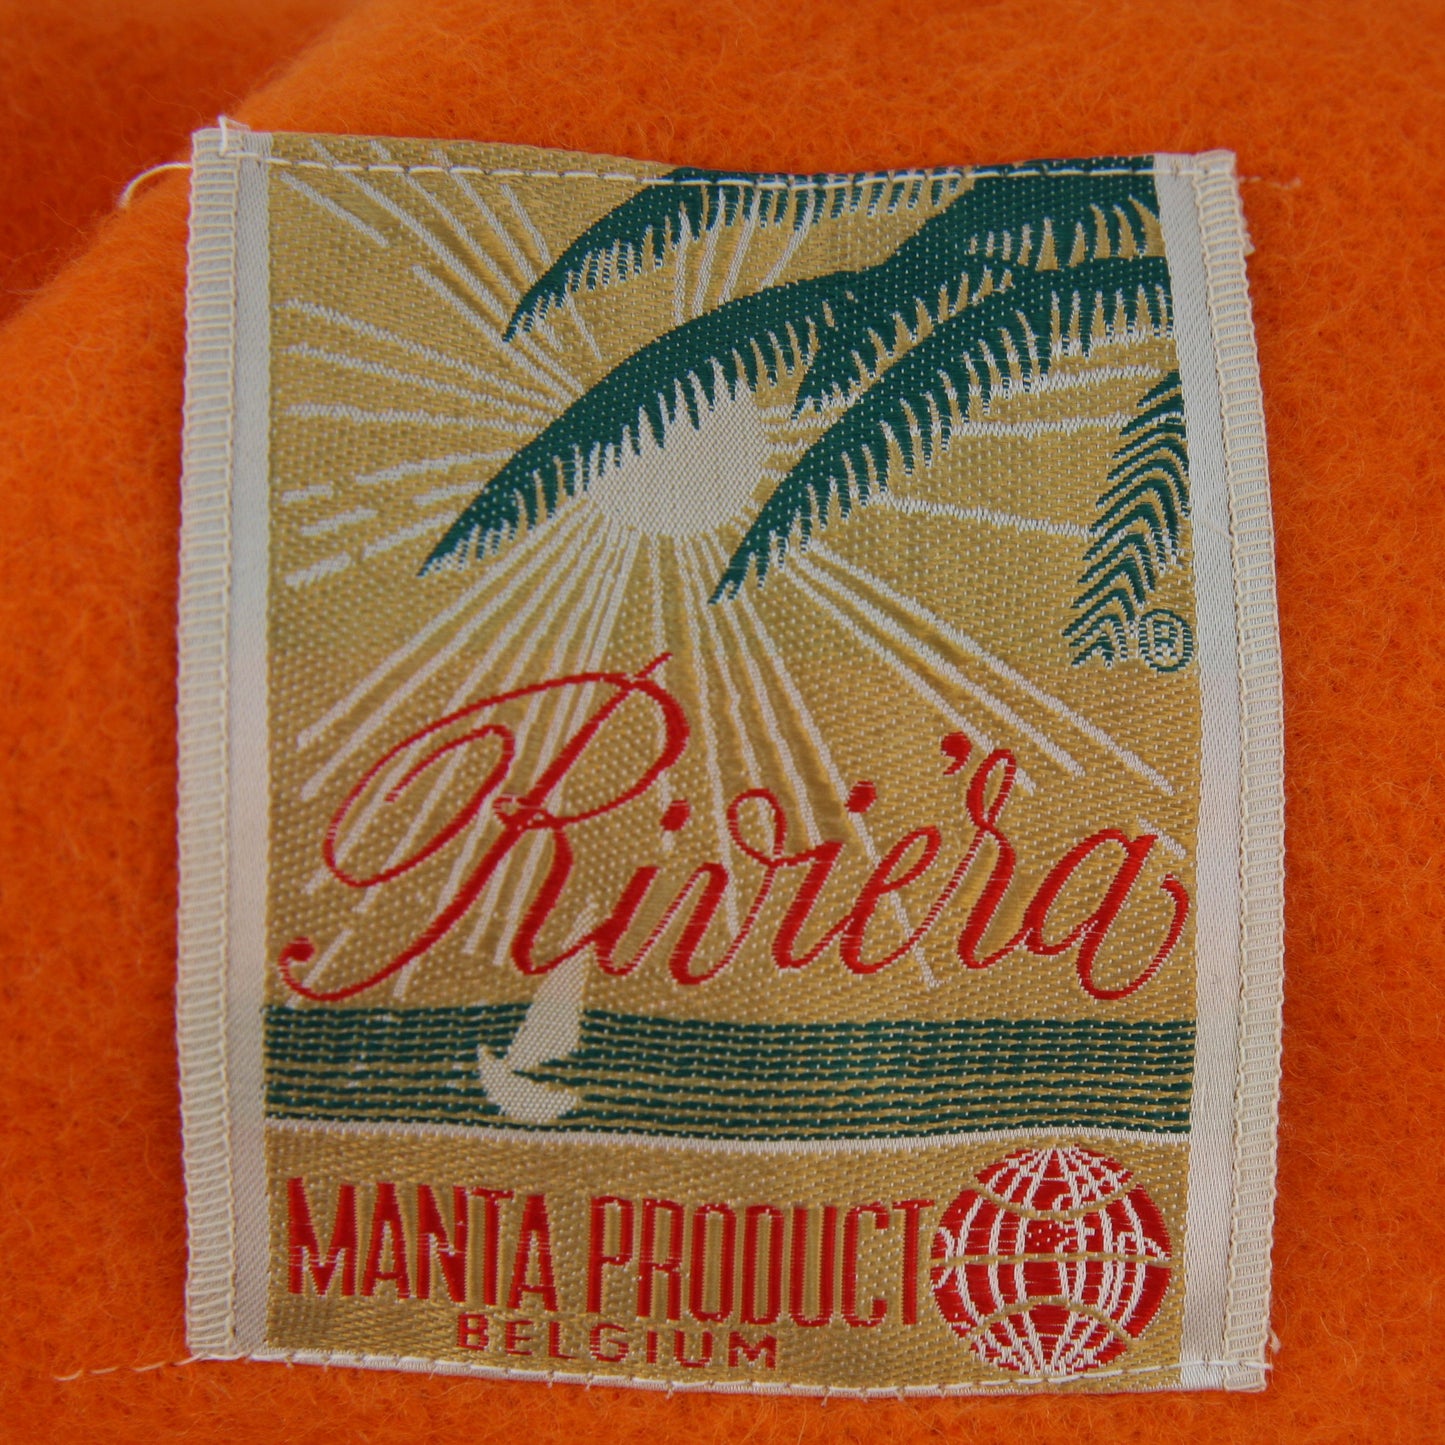 ®
Riviera
MANTA PRODUCT
BELGIUM